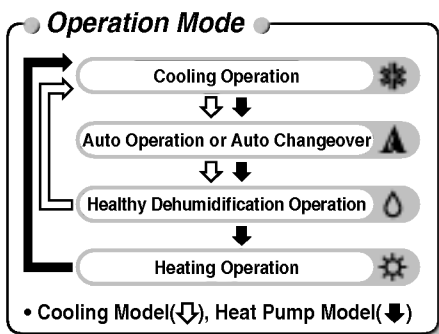 Operation Mode
Cooling Operation
Auto Operation or Auto Changeover
Healthy Dehumidification Operation
Heating Operation
• Cooling Model(⇩), Heat Pump Model(🡇)